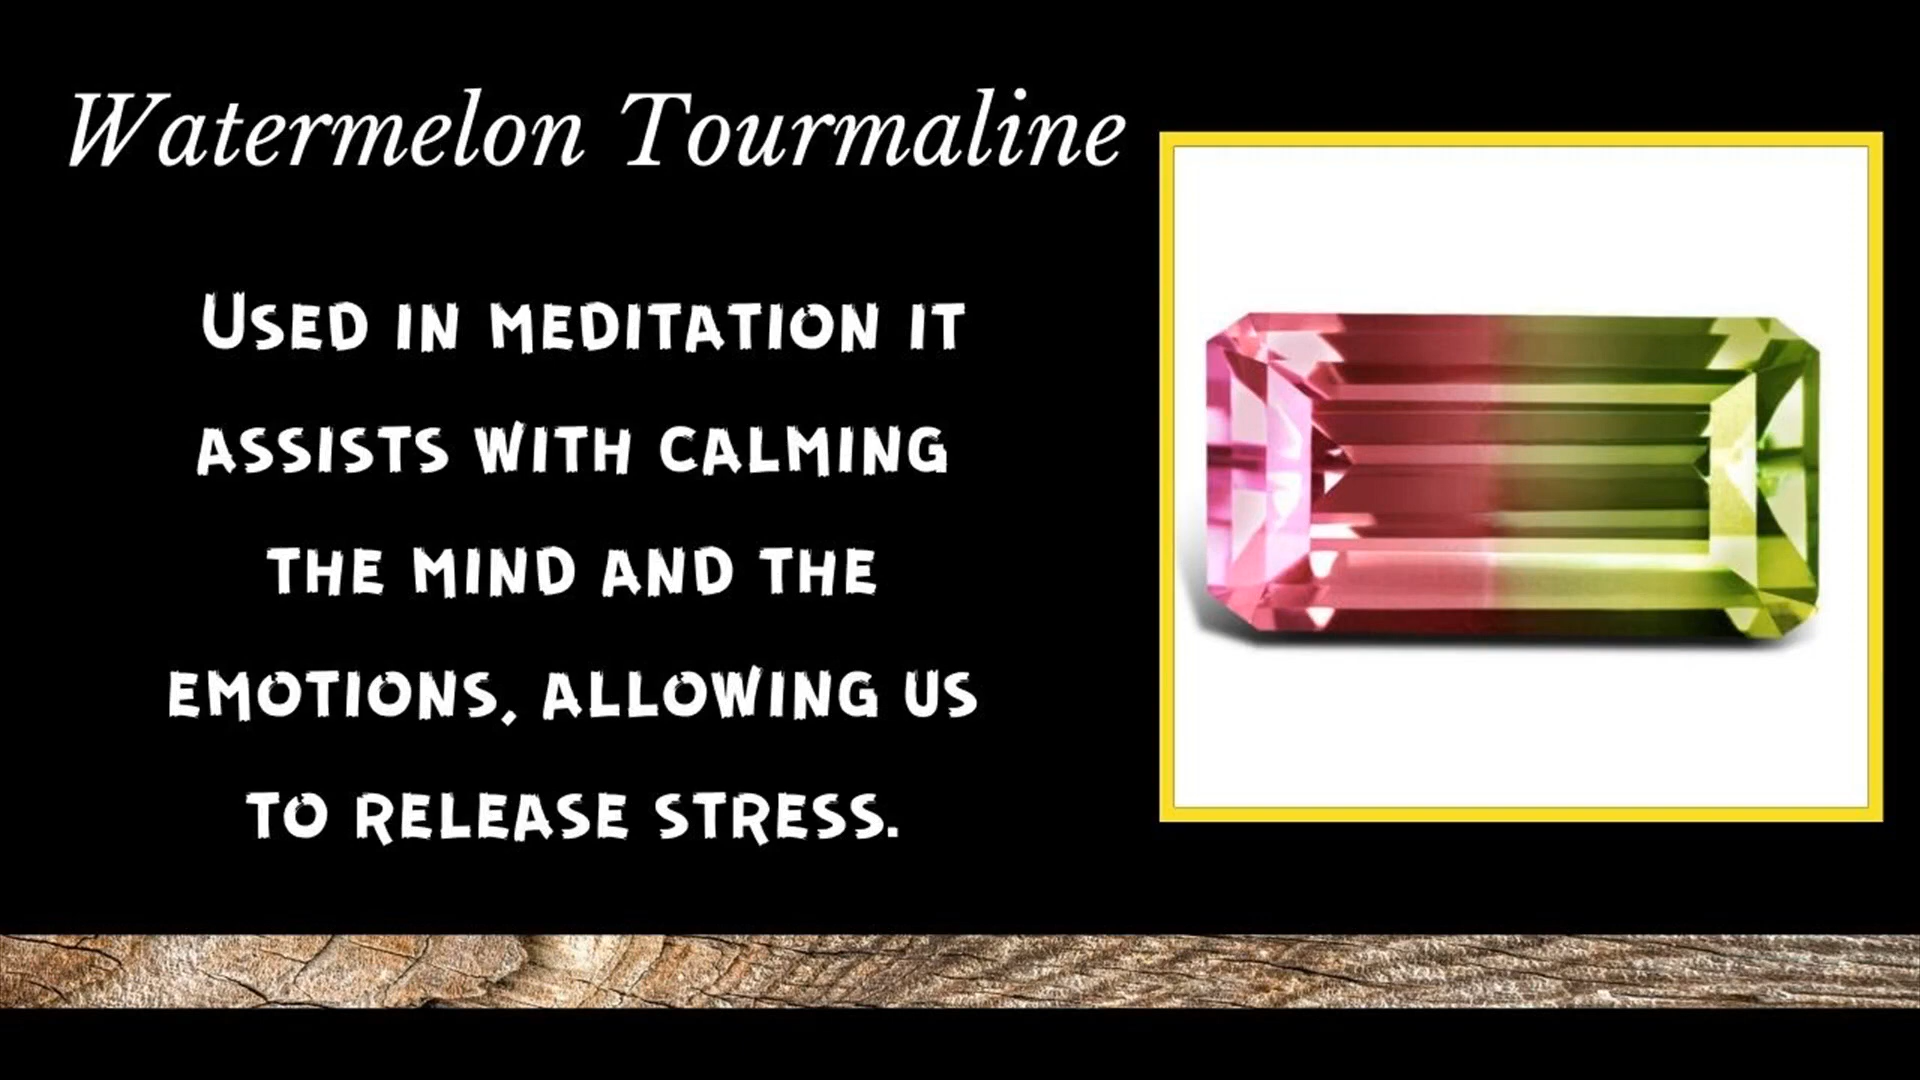 Watermelon Tourmaline
Used in meditation it
assists with calming
the mind and the
emotions, allowing us
to release stress.